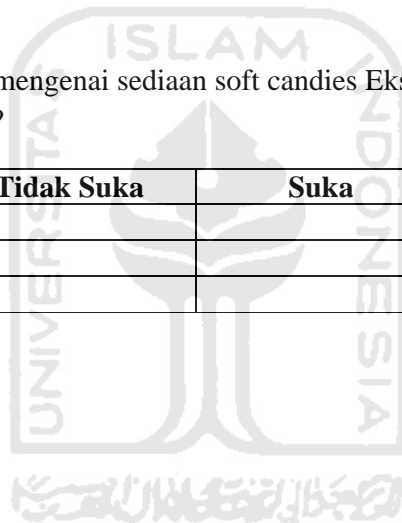 ISLAM
mengenai sediaan soft candies Eks
?
Tidak Suka Suka
UNIVERSITAS
INDONESIA